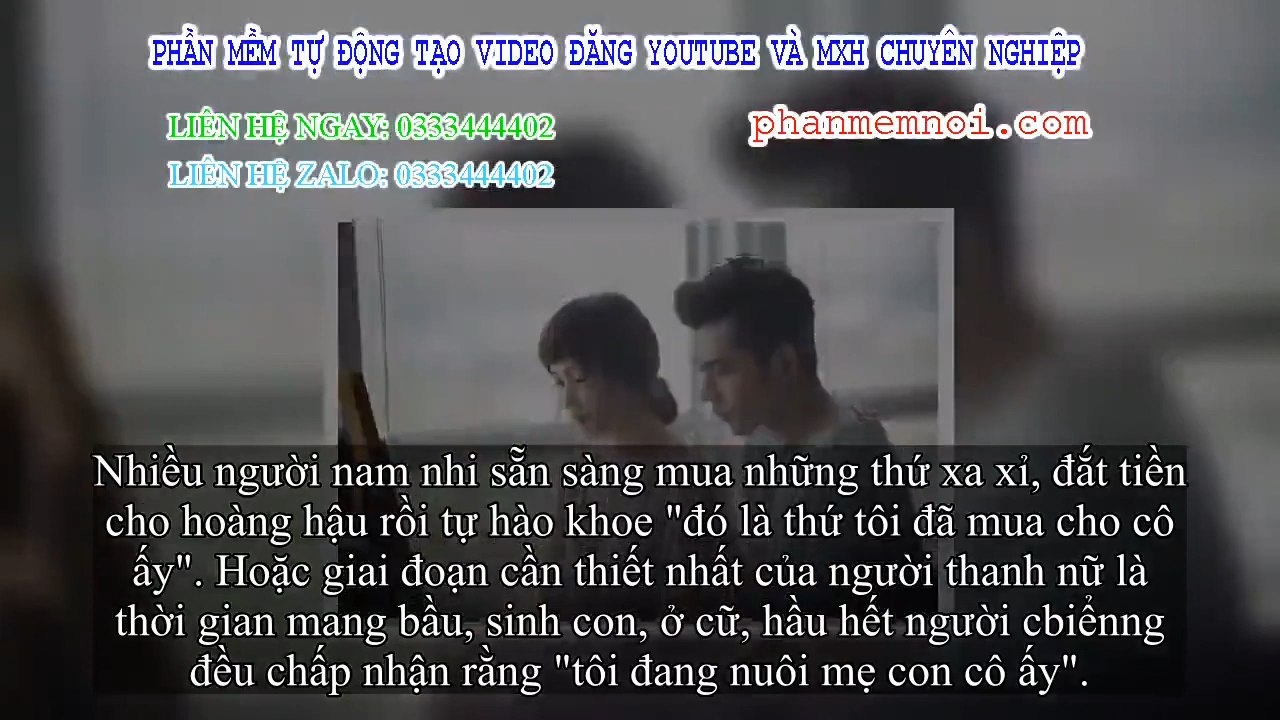 PHẦN MỀM TỰ ĐỘNG TẠO VIDEO ĐĂNG YOUTUBE VÀ MXH CHUYÊN NGHIỆP
LIÊN HỆ NGAY: 0333444402
phanmemnoi.com
LIÊN HỆ ZALO: 0333444402
Nhiều người nam nhi sẵn sàng mua những thứ xa xỉ, đắt tiền
cho hoàng hậu rồi tự hào khoe "đó là thứ tôi đã mua cho cô
ấy". Hoặc giai đoạn cần thiết nhất của người thanh nữ là
thời gian mang bầu, sinh con, ở cữ, hầu hết người cbiểnng
đều chấp nhận rằng "tôi đang nuôi mẹ con cô ấy".